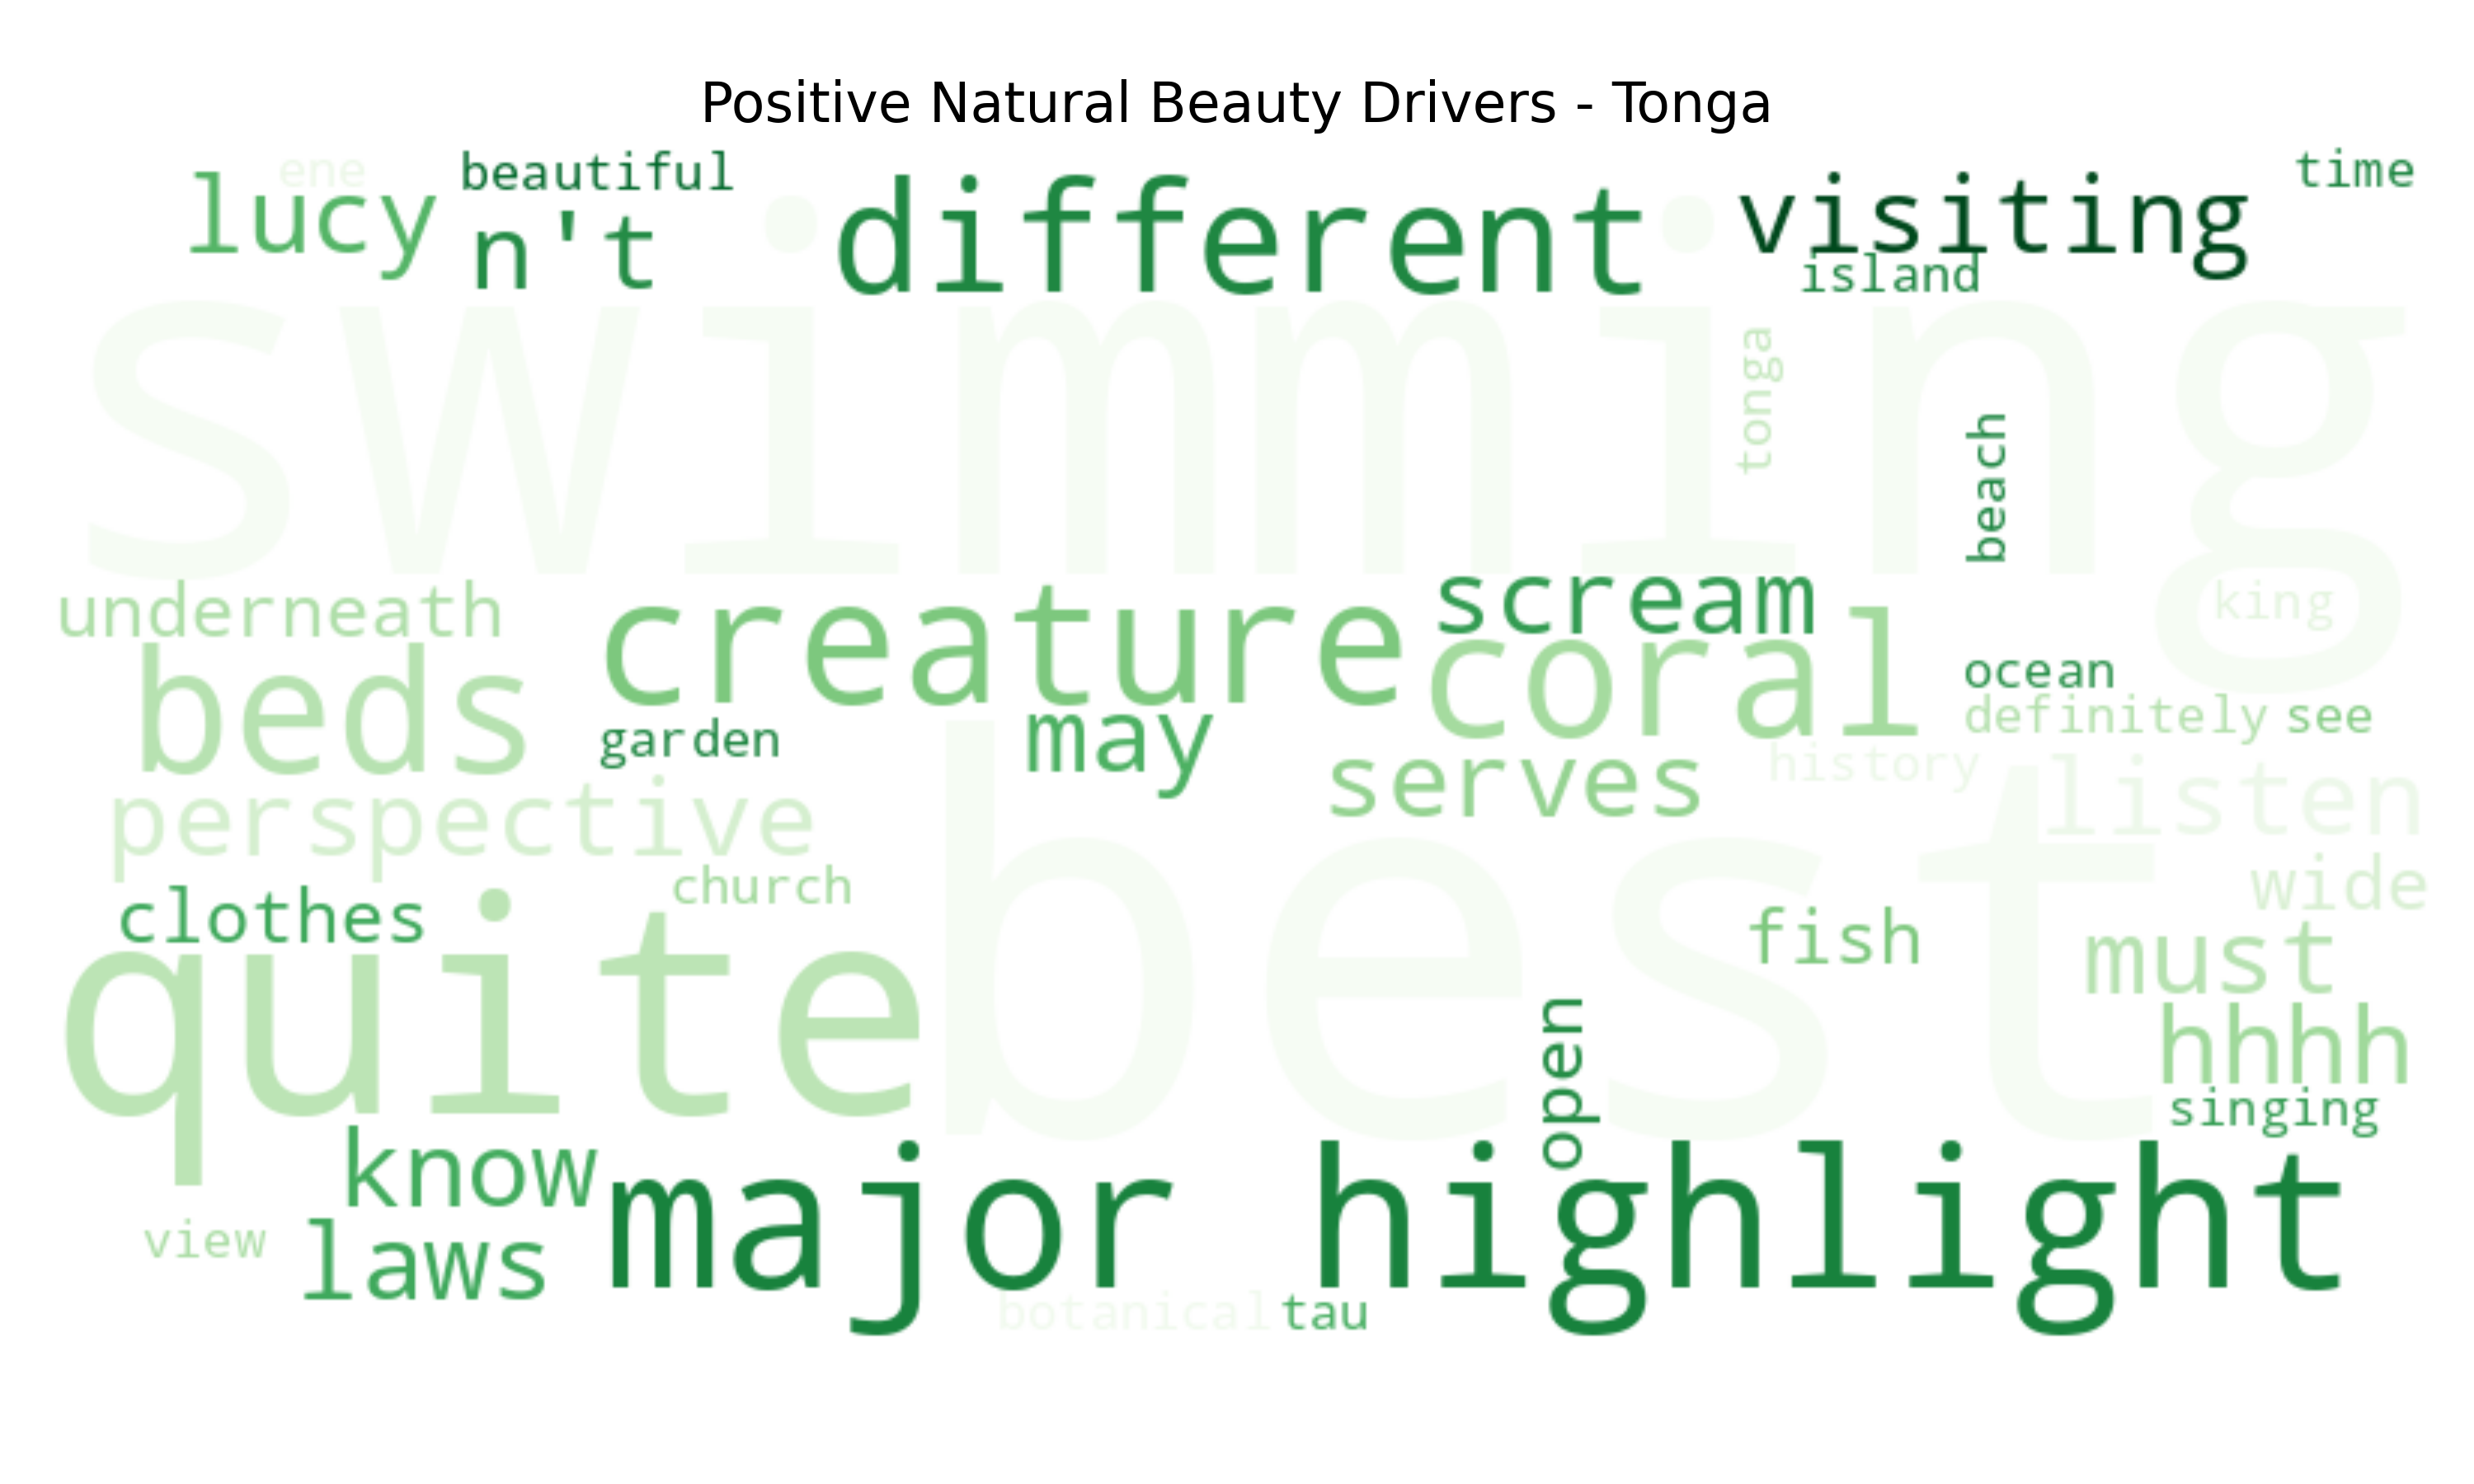 Positive Natural Beauty Drivers - Tonga
ene
lucy
beautiful
n't
different
visiting
time
island
swimming
tonga
beach
underneath
creature
scream
king
beds
coral
ocean
garden
may
definitely
see
perspective
serves
history
listen
church
best
wide
clothes
fish
quite
must
open
hhhh
singing
know
major highlight
view
laws
botanical
tau